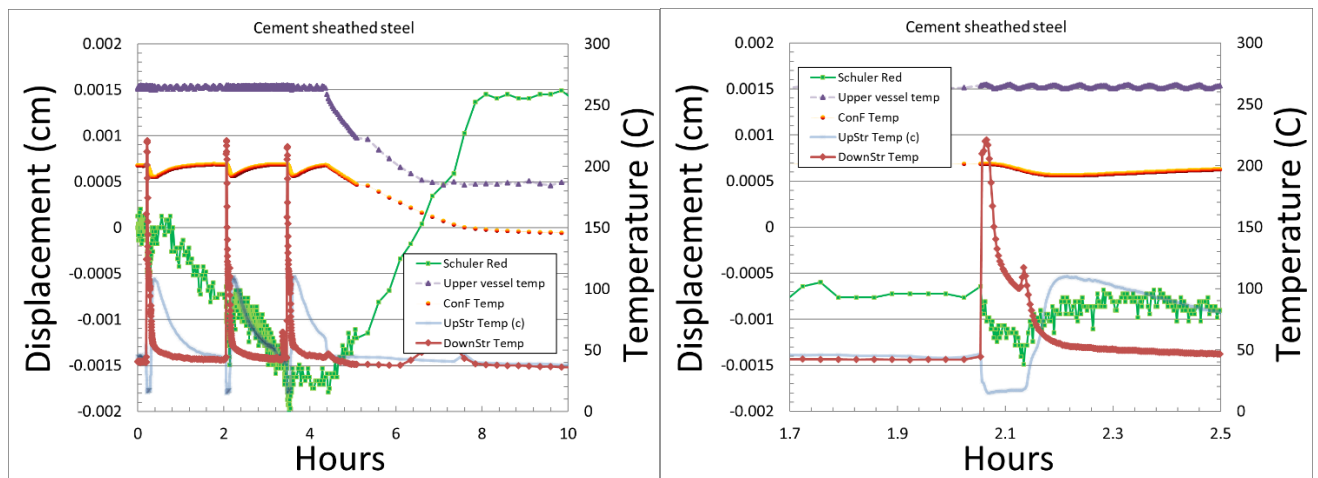 Cement sheathed steel
Displacement (cm)
0.002
0.0015
0.001
0.0005
0
-0.0005
-0.001
-0.0015
-0.002
300
250
200
150
100
50
0
Temperature (C)
Schuler Red
Upper vessel temp
ConF Temp
UpStr Temp (c)
DownStr Temp
0 2 4 6 8 10
Hours
Cement sheathed steel
Displacement (cm)
0.002
0.0015
0.001
0.0005
0
-0.0005
-0.001
-0.0015
-0.002
300
250
200
150
100
50
0
Temperature (C)
Schuler Red
Upper vessel temp
ConF Temp
UpStr Temp (c)
DownStr Temp
1.7 1.9 2.1 2.3 2.5
Hours